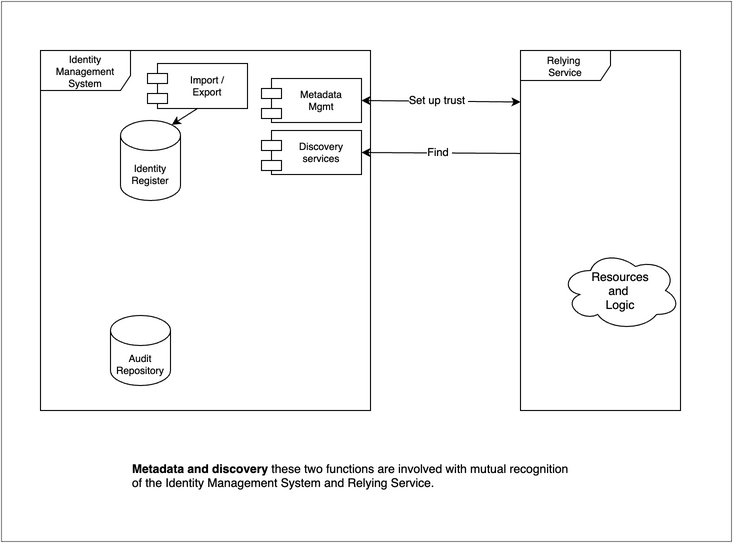 Identity
Management
System
Import /
Export
Metadata
Mgmt
Set up trust
Relying
Service
Discovery
services
Find
Identity
Register
Resources
and
Logic
Audit
Repository
Metadata and discovery these two functions are involved with mutual recognition
of the Identity Management System and Relying Service.